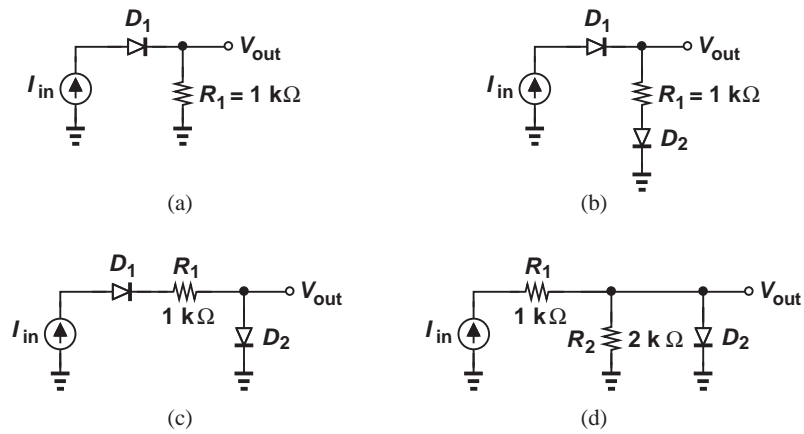 D1
Vout
Iin
R1 = 1 kΩ
(a)
D1
Vout
Iin
R1 = 1 kΩ
D2
(b)
D1
R1
Vout
1 kΩ
Iin
D2
(c)
R1
Vout
1 kΩ
Iin
R2
2 kΩ
D2
(d)